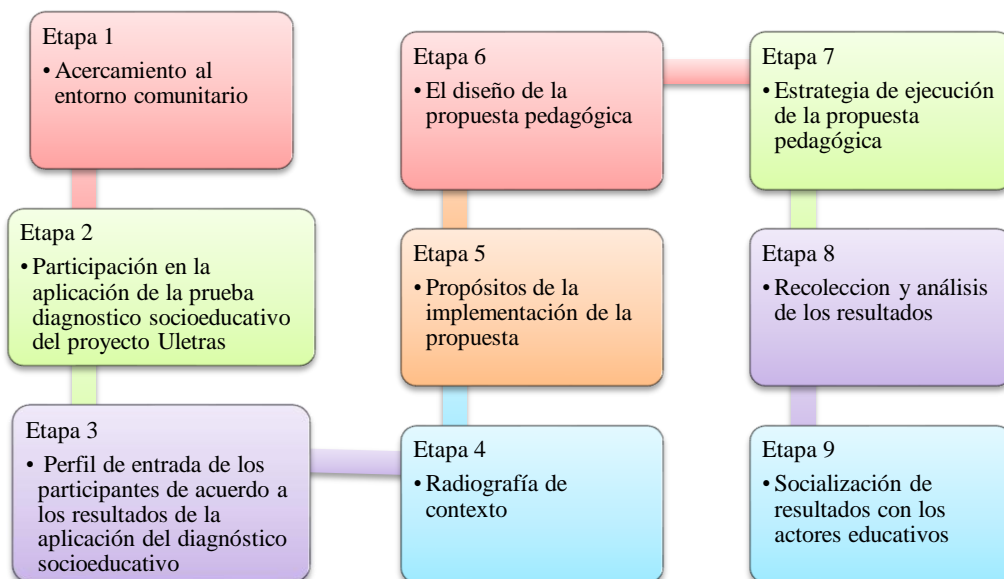 Etapa 1
• Acercamiento al
entorno comunitario
Etapa 2
• Participación en la
aplicación de la prueba
diagnostico socioeducativo
del proyecto Uletras
Etapa 3
• Perfil de entrada de los
participantes de acuerdo a
los resultados de la
aplicación del diagnóstico
socioeducativo
Etapa 4
• Radiografía de
contexto
Etapa 5
• Propósitos de la
implementación de la
propuesta
Etapa 6
• El diseño de la
propuesta pedagógica
Etapa 7
• Estrategia de ejecución
de la propuesta
pedagógica
Etapa 8
• Recoleccion y análisis
de los resultados
Etapa 9
• Socialización de
resultados con los
actores educativos